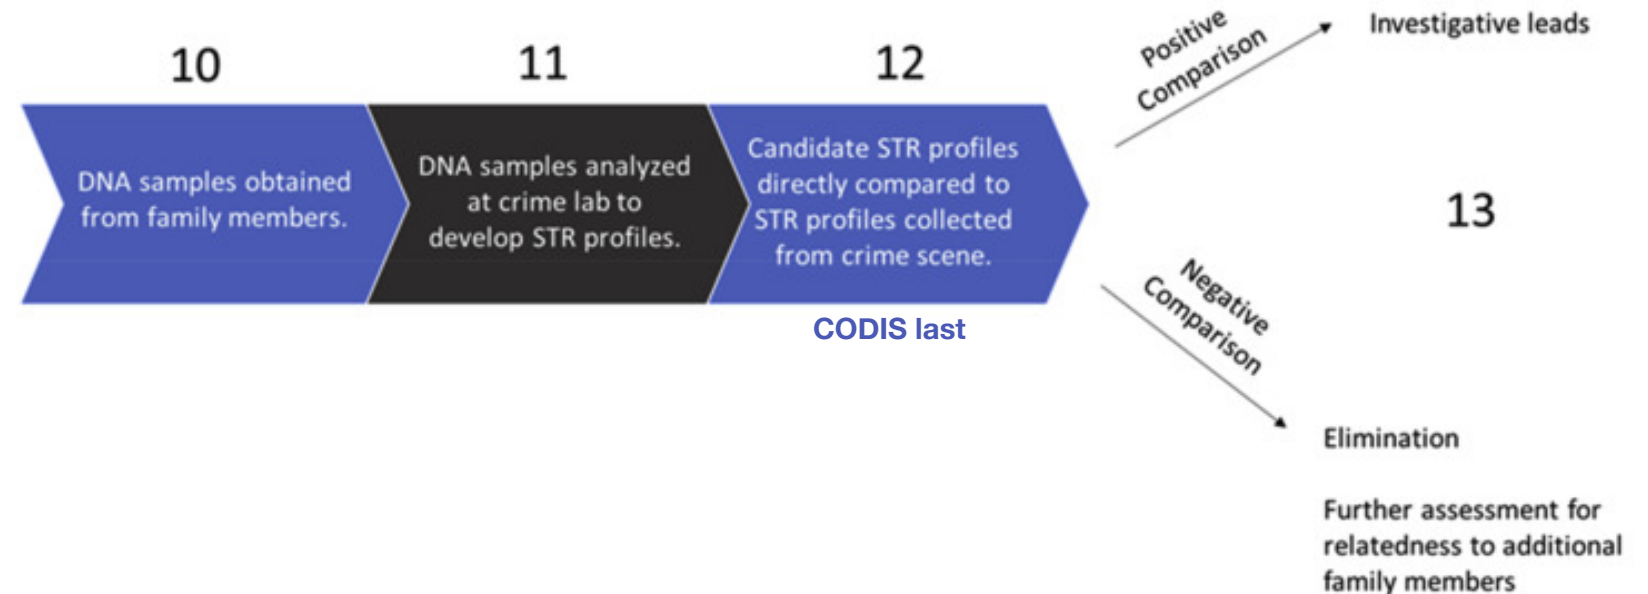 10
DNA samples obtained
from family members.
11
DNA samples analyzed
at crime lab to
develop STR profiles.
12
Candidate STR profiles
directly compared to
STR profiles collected
from crime scene.
CODIS last
Positive
Comparison
Investigative leads
13
Negative
Comparison
Elimination
Further assessment for
relatedness to additional
family members